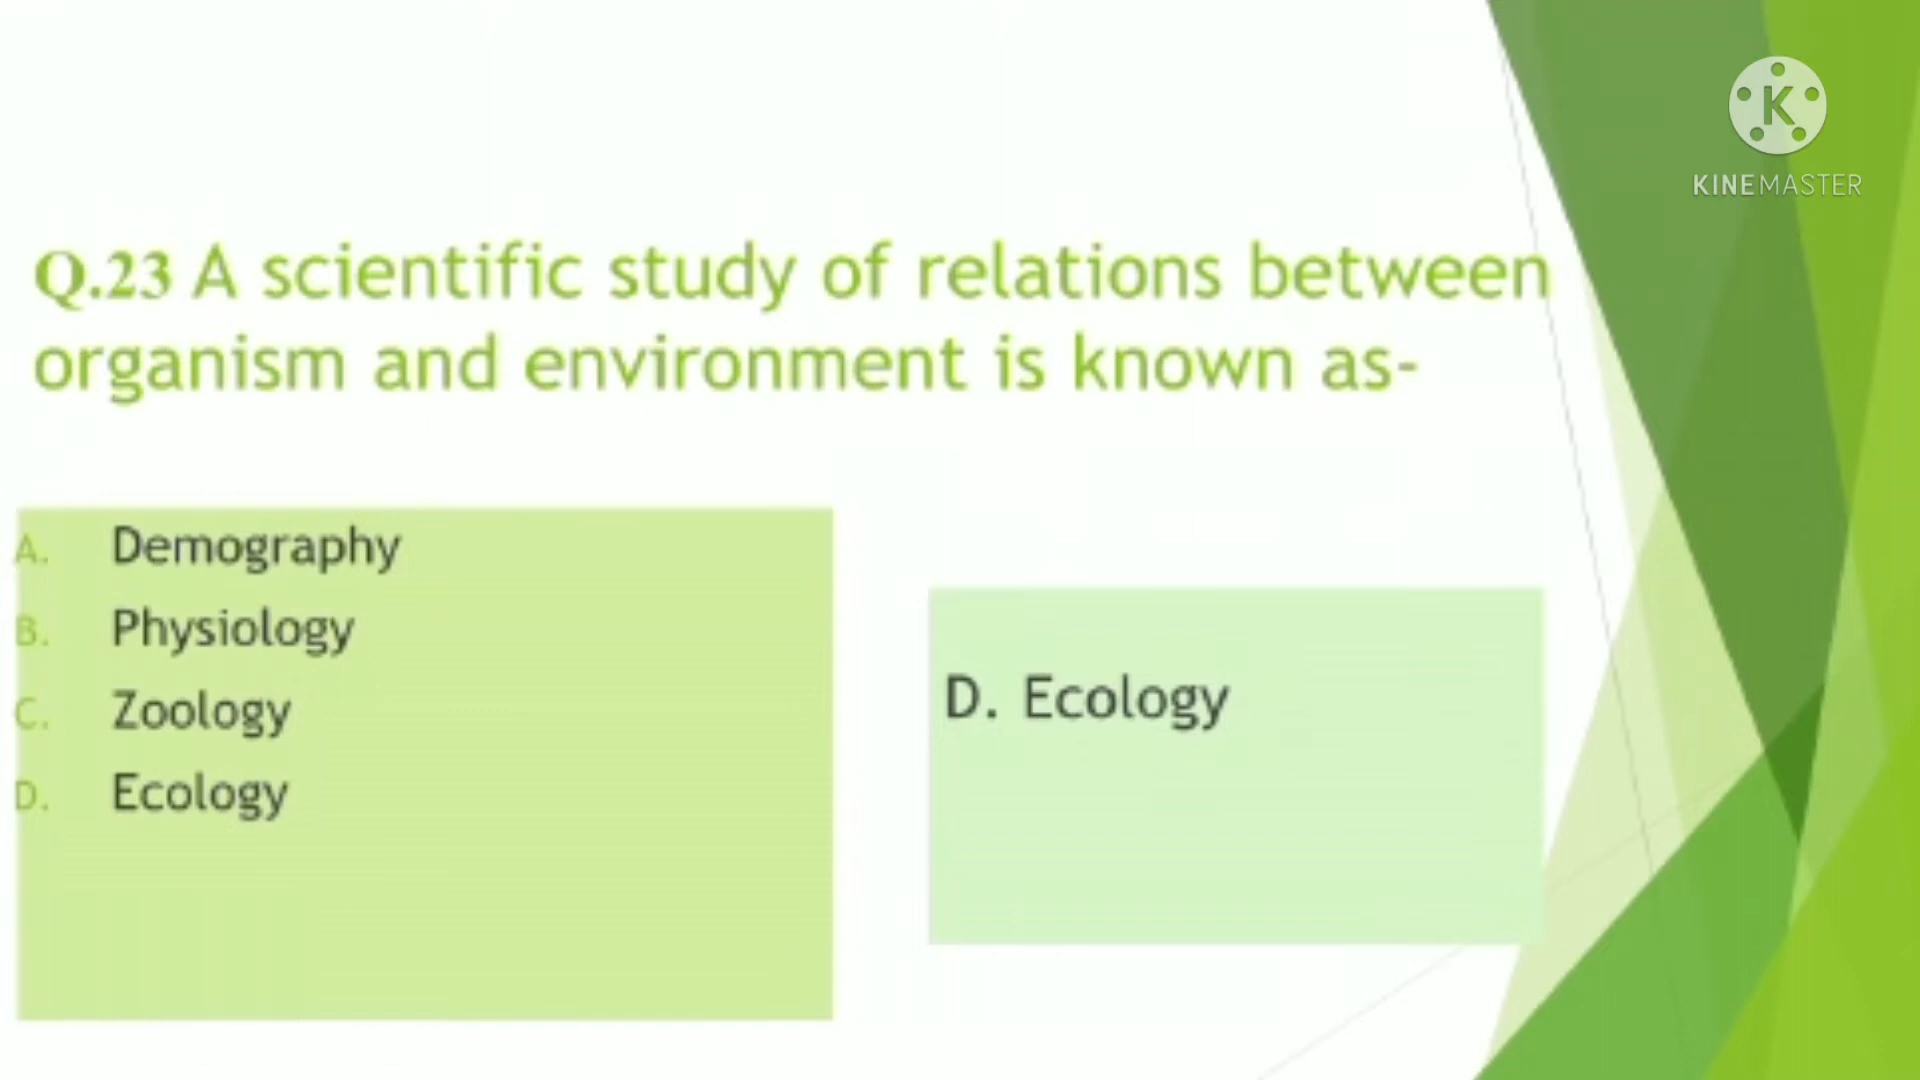 K
KINEMASTER
Q.23 A scientific study of relations between
organism and environment is known as-
A. Demography
B. Physiology
C. Zoology
D. Ecology
D. Ecology